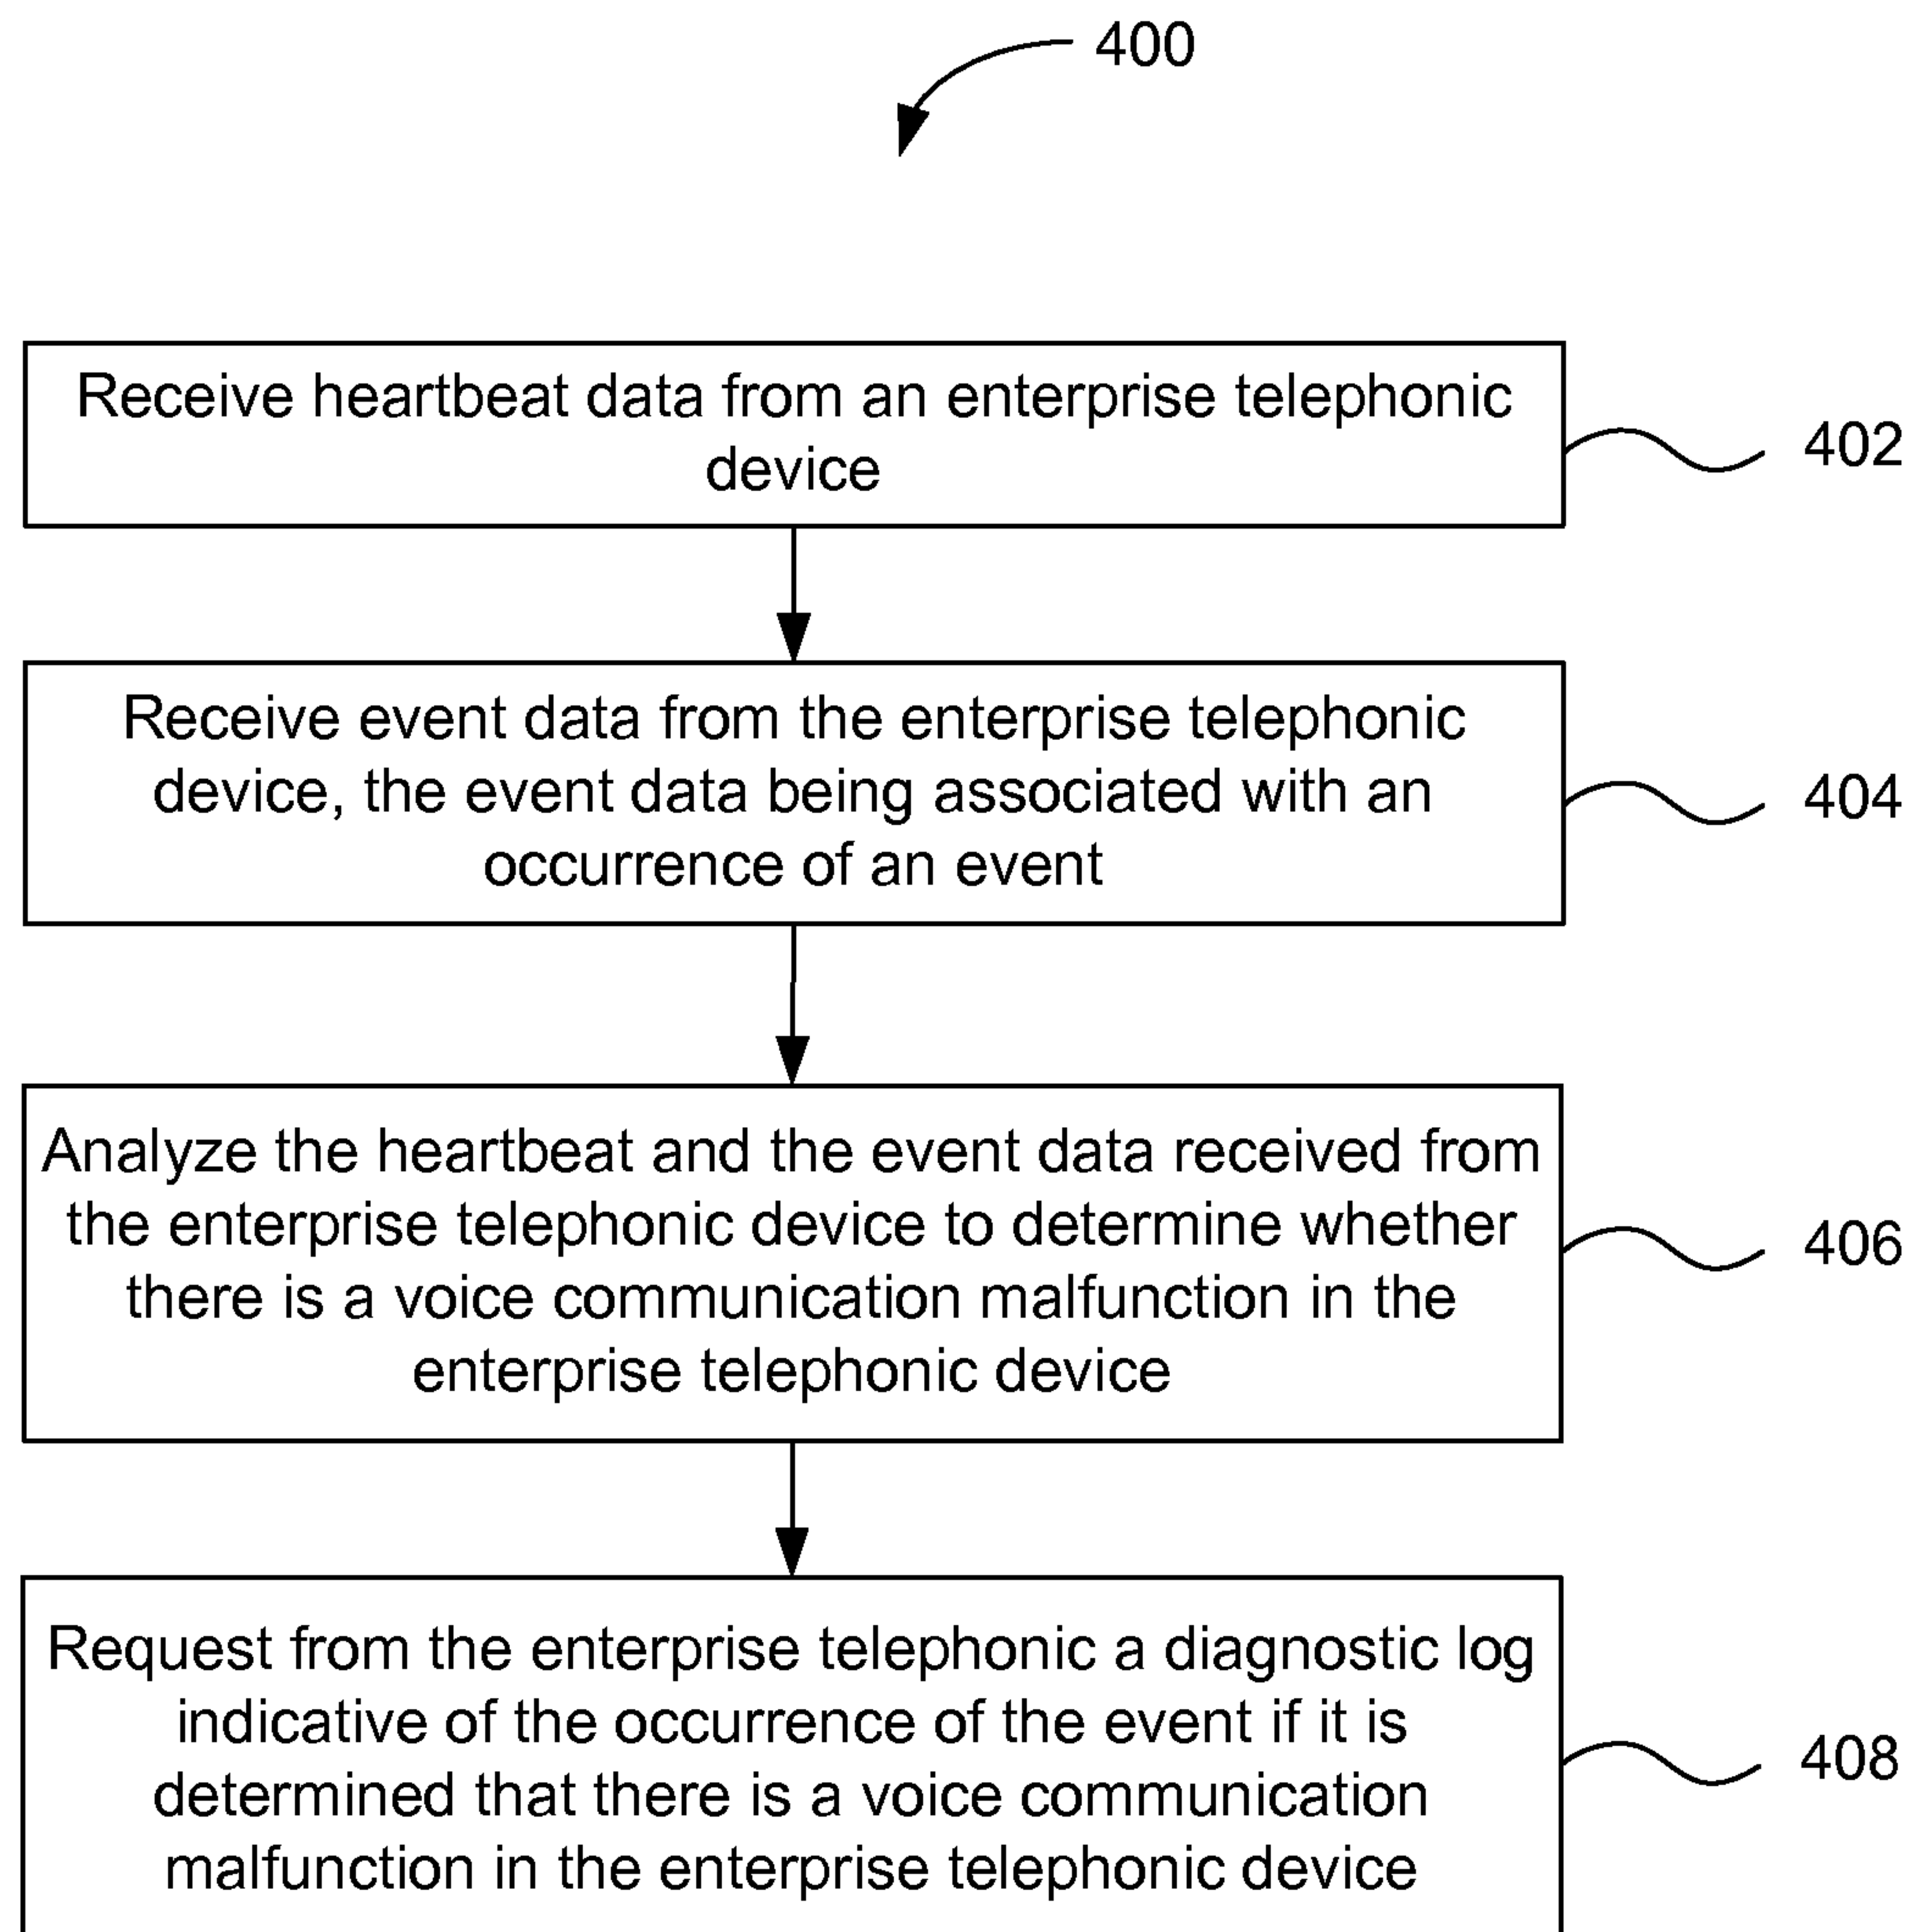 400
Receive heartbeat data from an enterprise telephonic
device
402
Receive event data from the enterprise telephonic
device, the event data being associated with an
occurrence of an event
404
Analyze the heartbeat and the event data received from
the enterprise telephonic device to determine whether
there is a voice communication malfunction in the
enterprise telephonic device
406
Request from the enterprise telephonic a diagnostic log
indicative of the occurrence of the event if it is
determined that there is a voice communication
malfunction in the enterprise telephonic device
408